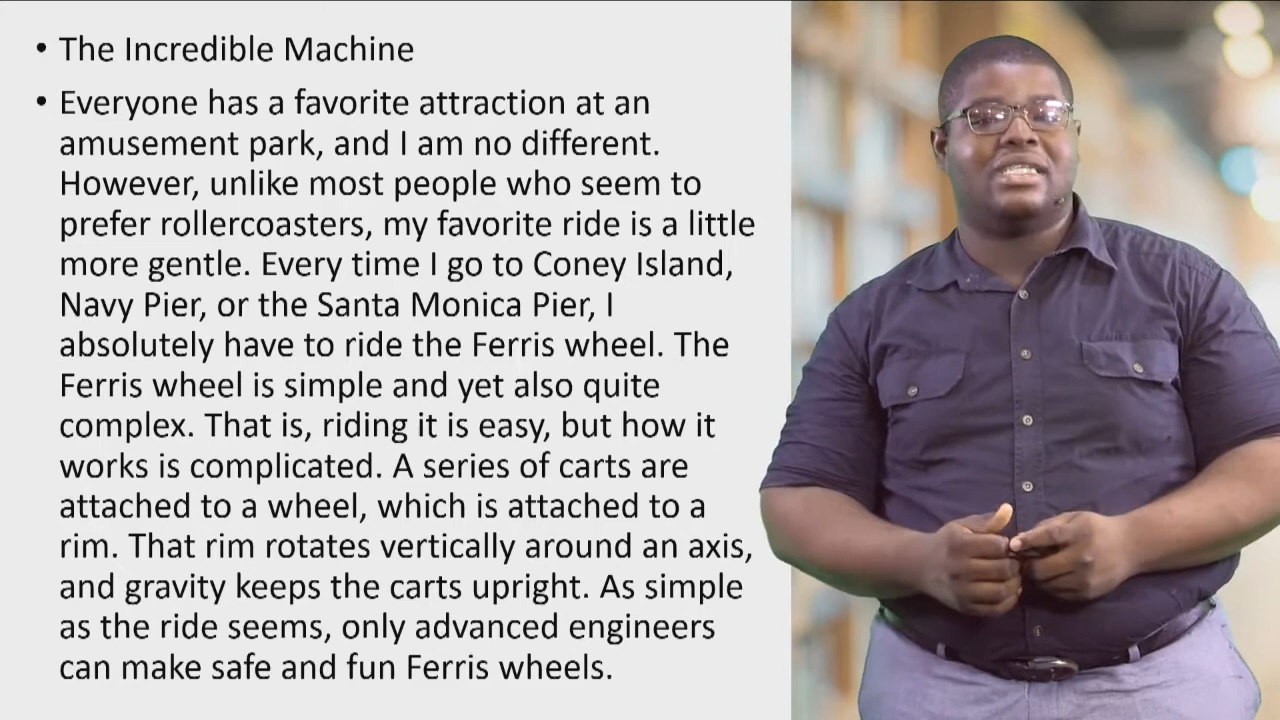 • The Incredible Machine
• Everyone has a favorite attraction at an
amusement park, and I am no different.
However, unlike most people who seem to
prefer rollercoasters, my favorite ride is a little
more gentle. Every time I go to Coney Island,
Navy Pier, or the Santa Monica Pier, I
absolutely have to ride the Ferris wheel. The
Ferris wheel is simple and yet also quite
complex. That is, riding it is easy, but how it
works is complicated. A series of carts are
attached to a wheel, which is attached to a
rim. That rim rotates vertically around an axis,
and gravity keeps the carts upright. As simple
as the ride seems, only advanced engineers
can make safe and fun Ferris wheels.